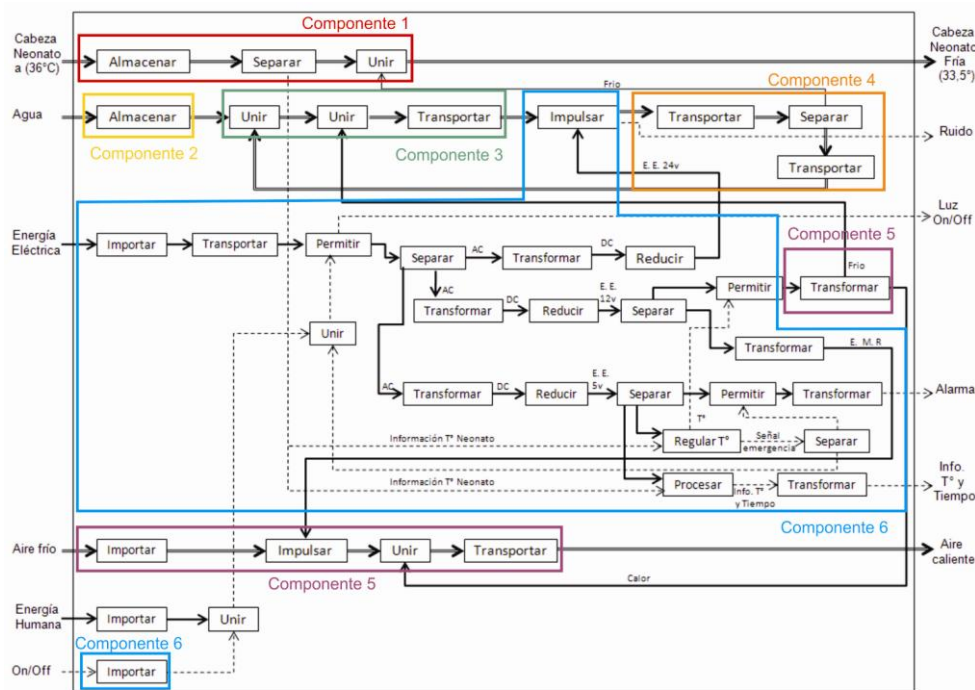 Componente 1
Cabeza
Neonato
a (36°C)
Almacenar
Separar
Unir
Cabeza
Neonato
Fría
(33,5°)
Componente 4
Frio
Agua
Almacenar
Unir
Unir
Transportar
Impulsar
Transportar
Separar
Ruido
Componente 2
Componente 3
Transportar
E. E. 24v
Luz
On/Off
Energía
Eléctrica
Importar
Transportar
Permitir
Separar
AC
Transformar
DC
Reducir
Componente 5
Frio
Permitir
Transformar
AC
Transformar
DC
Reducir
E. E.
12v
Separar
Unir
Transformar
E. M. R
AC
Transformar
DC
Reducir
E. E.
5v
Separar
Permitir
Transformar
Alarma
T°
Información T° Neonato
Regular T°
Señal
emergencia
Separar
Información T° Neonato
Procesar
Info. T°
y Tiempo
Transformar
Info.
T° y
Tiempo
Componente 6
Aire frío
Importar
Impulsar
Unir
Transportar
Aire
caliente
Componente 5
Calor
Energía
Humana
Importar
Unir
Componente 6
On/Off
Importar